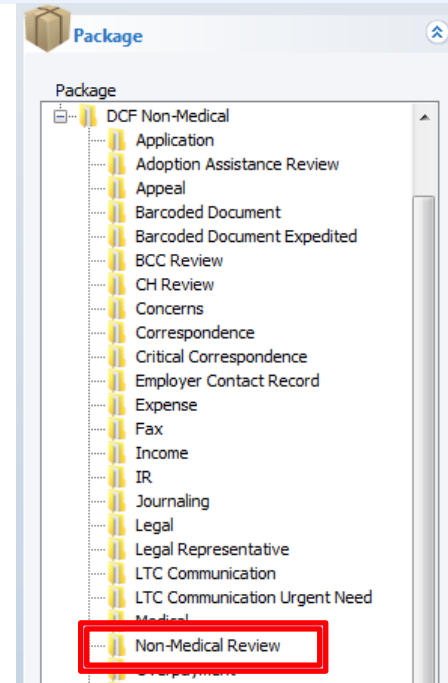 Package
Package
DCF Non-Medical
Application
Adoption Assistance Review
Appeal
Barcoded Document
Barcoded Document Expedited
BCC Review
CH Review
Concerns
Correspondence
Critical Correspondence
Employer Contact Record
Expense
Fax
Income
IR
Journaling
Legal
Legal Representative
LTC Communication
LTC Communication Urgent Need
Medical
Non-Medical Review
Overpayment